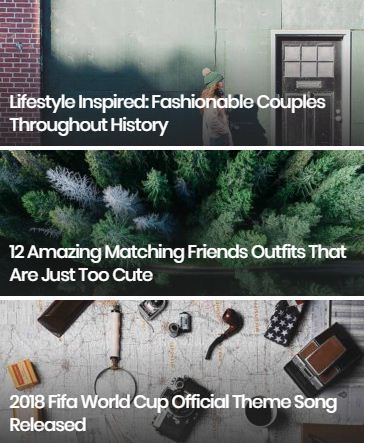 Lifestyle Inspired: Fashionable Couples
Throughout History
12 Amazing Matching Friends Outfits That
Are Just Too Cute
2018 Fifa World Cup Official Theme Song
Released